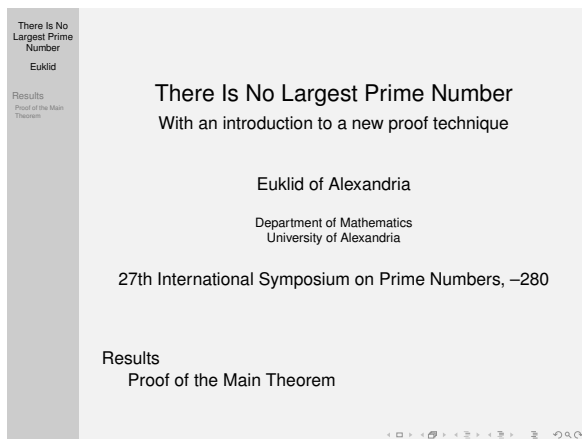 There Is No
Largest Prime
Number
Euklid
Results
Proof of the Main
Theorem
There Is No Largest Prime Number
With an introduction to a new proof technique
Euklid of Alexandria
Department of Mathematics
University of Alexandria
27th International Symposium on Prime Numbers, –280
Results
Proof of the Main Theorem